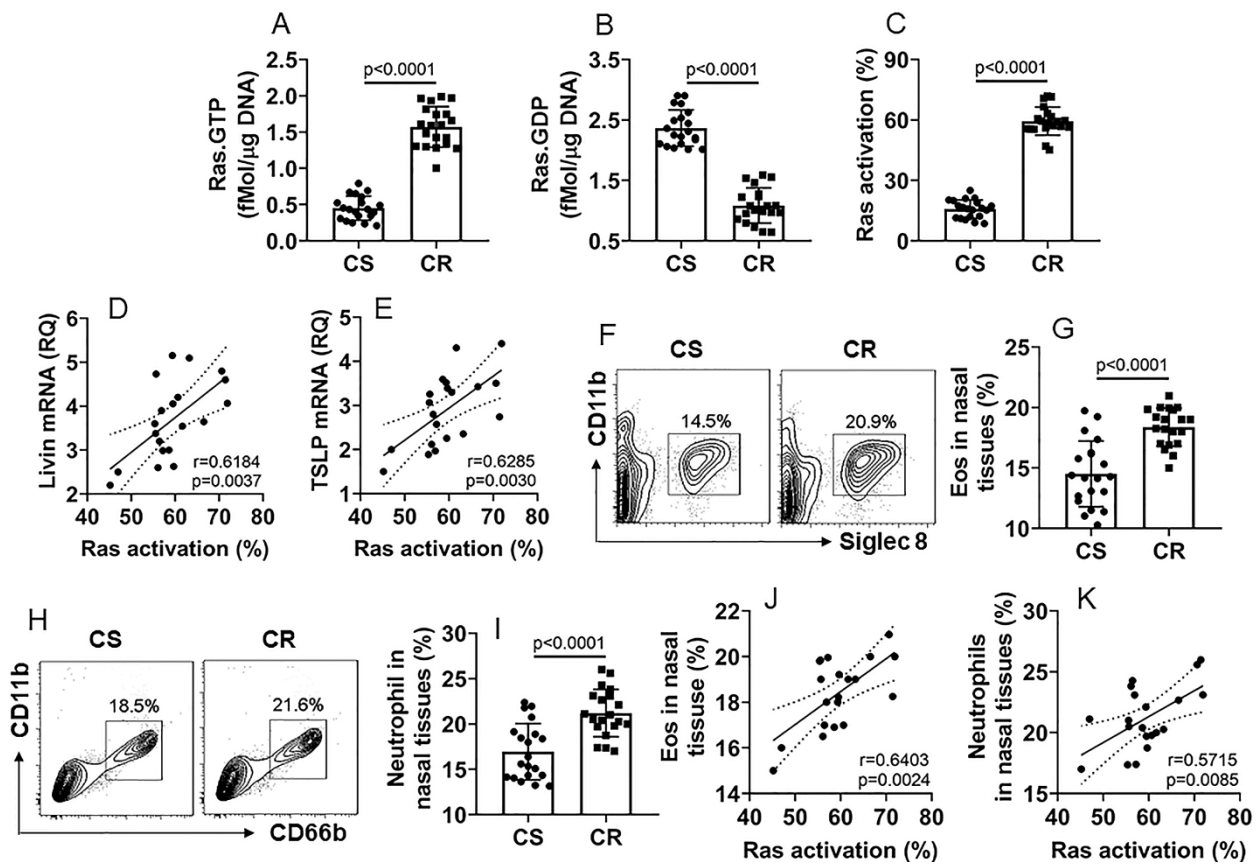 A
Ras.GTP
(fMol/μg DNA)
2.5
2.0
1.5
1.0
0.5
0.0
p<0.0001
CS
CR
B
Ras.GDP
(fMol/μg DNA)
3.5
2.5
1.5
0.5
p<0.0001
CS
CR
C
Ras activation (%)
90
60
30
0
p<0.0001
CS
CR
D
Livin mRNA (RQ)
6
5
4
3
2
r=0.6184
p=0.0037
40
50
60
70
80
Ras activation (%)
E
TSLP mRNA (RQ)
5
4
3
2
1
r=0.6285
p=0.0030
40
50
60
70
80
Ras activation (%)
F
CS
CR
CD11b
14.5%
20.9%
Siglec 8
G
Eos in nasal
tissues (%)
25
20
15
10
p<0.0001
CS
CR
H
CS
CR
CD11b
18.5%
21.6%
CD66b
I
Neutrophil in
nasal tissues (%)
30
25
20
15
10
p<0.0001
CS
CR
J
Eos in nasal
tissuse (%)
22
20
18
16
14
r=0.6403
p=0.0024
40
50
60
70
80
Ras activation (%)
K
Neutrophils
in nasal tissues (%)
30
25
20
15
10
r=0.5715
p=0.0085
40
50
60
70
80
Ras activation (%)